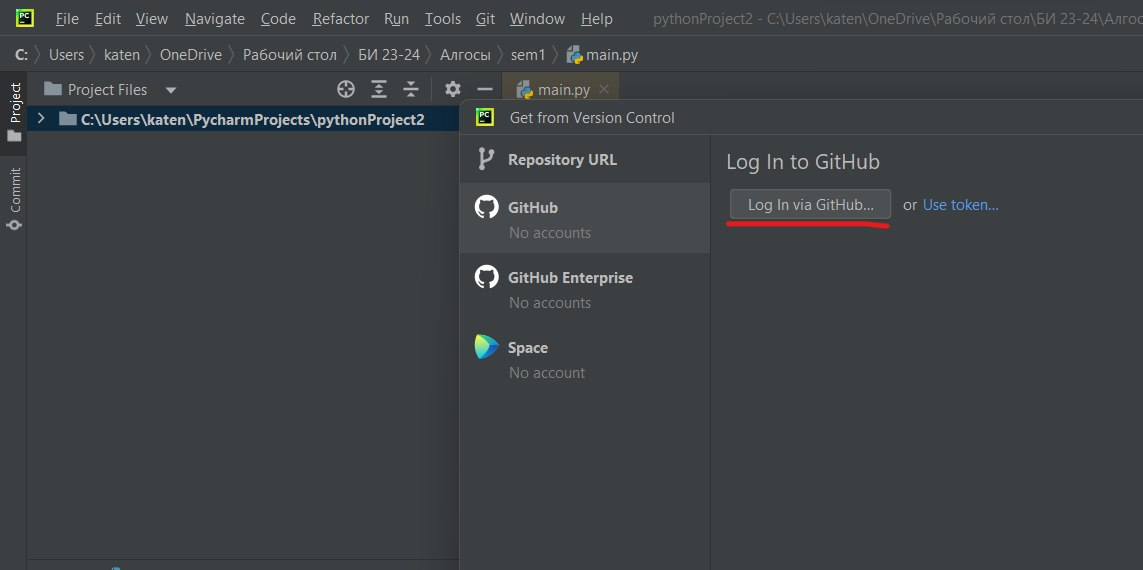 File Edit View Navigate Code Refactor Run Tools Git Window Help pythonProject2 - C:\Users\katen\OneDrive\Рабочий стол\БИ 23-24\Алгос
C: Users katen OneDrive Рабочий стол БИ 23-24 Алгосы sem1 main.py
Project
Project Files
main.py
C:\Users\katen\PycharmProjects\pythonProject2
PC Get from Version Control
Commit
Repository URL
GitHub
No accounts
GitHub Enterprise
No accounts
Space
No account
Log In to GitHub
Log In via GitHub... or Use token...